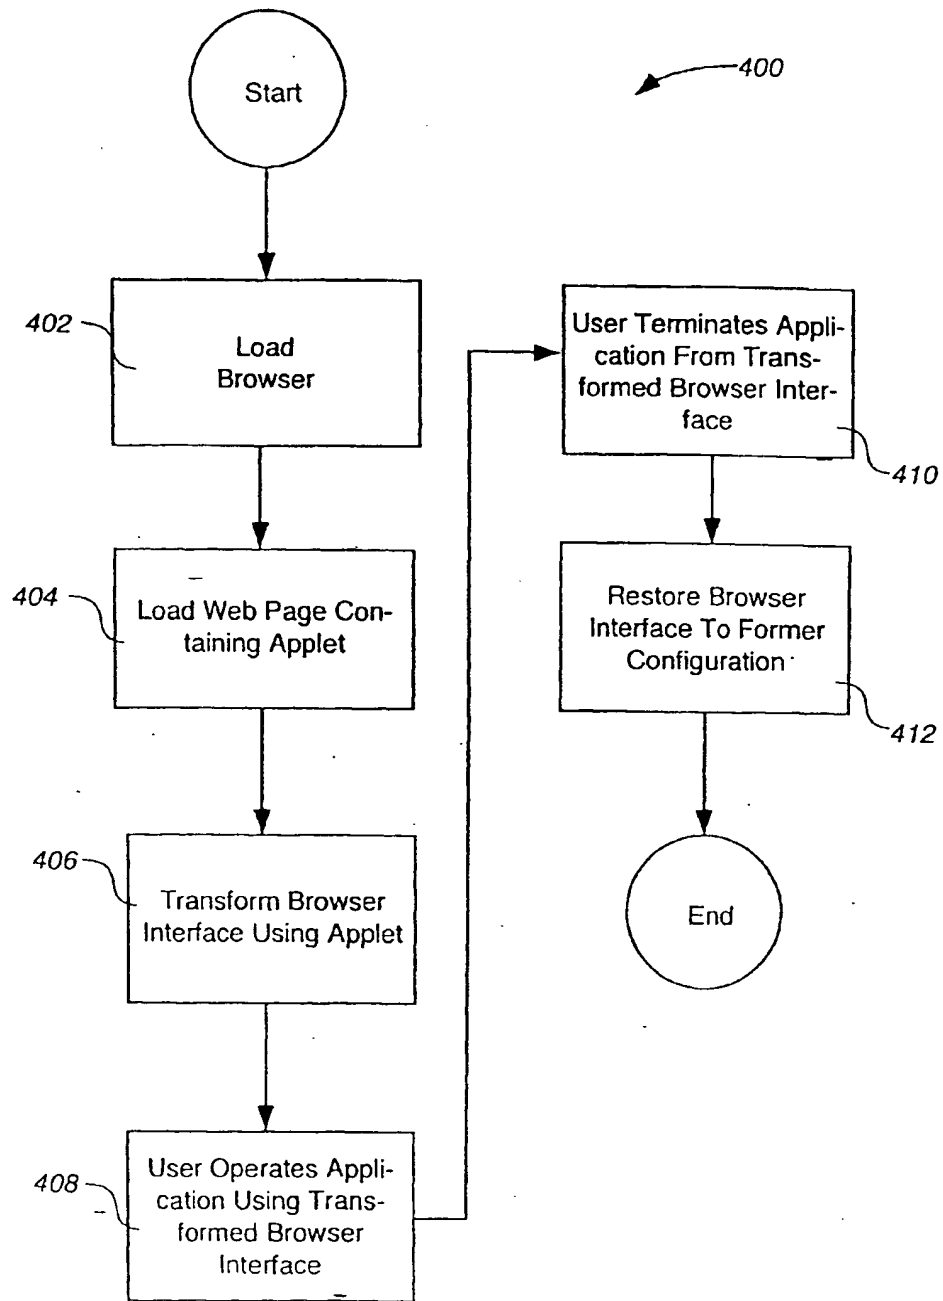 Start
400
402
Load
Browser
404
Load Web Page Con-
taining Applet
406
Transform Browser
Interface Using Applet
408
User Operates Appli-
cation Using Trans-
formed Browser
Interface
User Terminates Appli-
cation From Trans-
formed Browser Inter-
face
410
Restore Browser
Interface To Former
Configuration
412
End